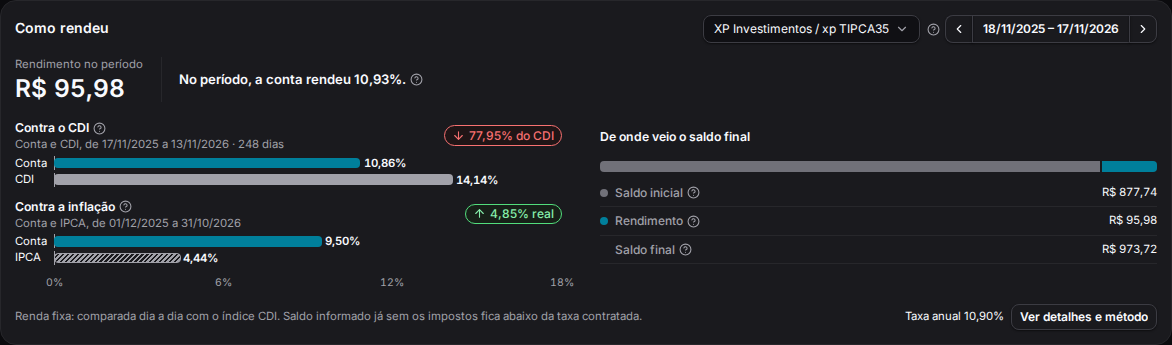 Como rendeu
XP Investimentos / xp TIPCA35
18/11/2025 – 17/11/2026
Rendimento no período
R$ 95,98
No período, a conta rendeu 10,93%.
Contra o CDI
77,95% do CDI
Conta e CDI, de 17/11/2025 a 13/11/2026 · 248 dias
Conta 10,86%
CDI 14,14%
Contra a inflação
4,85% real
Conta e IPCA, de 01/12/2025 a 31/10/2026
Conta 9,50%
IPCA 4,44%
0% 6% 12% 18%
De onde veio o saldo final
Saldo inicial R$ 877,74
Rendimento R$ 95,98
Saldo final R$ 973,72
Renda fixa: comparada dia a dia com o índice CDI. Saldo informado já sem os impostos fica abaixo da taxa contratada.
Taxa anual 10,90%
Ver detalhes e método